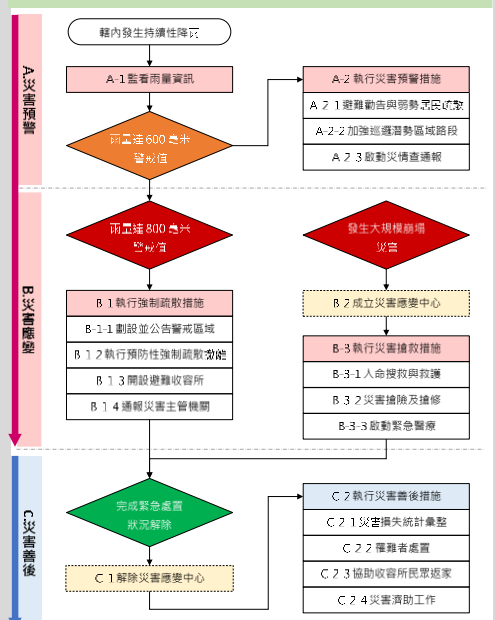 轄內發生持續性降雨
A.災害預警
A-1監看雨量資訊
雨量達600毫米
警戒值
A-2執行災害預警措施
A-2-1避難勸告與弱勢居民疏散
A-2-2加強巡邏潛勢區域路段
A-2-3啟動災情查通報
B.災害應變
雨量達800毫米
警戒值
B-1執行強制疏散措施
B-1-1劃設並公告警戒區域
B-1-2執行預防性強制疏散撤離
B-1-3開設避難收容所
B-1-4通報災害主管機關
發生大規模崩塌
災害
B-2成立災害應變中心
B-3執行災害搶救措施
B-3-1人命搜救與救護
B-3-2災害搶險及搶修
B-3-3啟動緊急醫療
C.災害善後
完成緊急處置
狀況解除
C-1解除災害應變中心
C-2執行災害善後措施
C-2-1災害損失統計彙整
C-2-2罹難者處置
C-2-3協助收容所民眾返家
C-2-4災害濟助工作